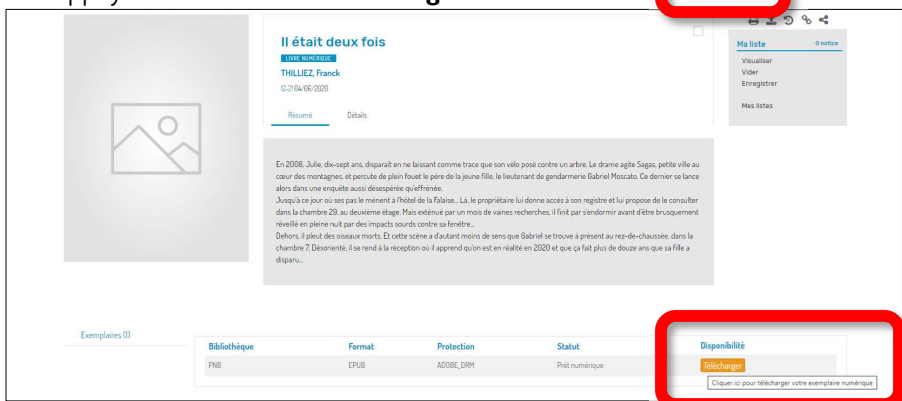 Il était deux fois
LIVRE NUMÉRIQUE
THILLIEZ, Franck
12-21 04/06/2020
Résumé Détails
Ma liste 0 notice
Visualiser
Vider
Enregistrer
Mes listes
En 2008, Julie, dix-sept ans, disparaît en ne laissant comme trace que son vélo posé contre un arbre. Le drame agite Sagas, petite ville au
cœur des montagnes, et percute de plein fouet le père de la jeune fille, le lieutenant de gendarmerie Gabriel Moscato. Ce dernier se lance
alors dans une enquête aussi désespérée qu'effrénée.
Jusqu'à ce jour où ses pas le mènent à l'hôtel de la Falaise... Là, le propriétaire lui donne accès à son registre et lui propose de le consulter
dans la chambre 29, au deuxième étage. Mais exténué par un mois de vaines recherches, il finit par s'endormir avant d'être brusquement
réveillé en pleine nuit par des impacts sourds contre sa fenêtre...
Dehors, il pleut des oiseaux morts. Et cette scène a d'autant moins de sens que Gabriel se trouve à présent au rez-de-chaussée, dans la
chambre 7. Désorienté, il se rend à la réception où il apprend qu'on est en réalité en 2020 et que ça fait plus de douze ans que sa fille a
disparu...
Exemplaires (1)
Bibliothèque Format Protection Statut Disponibilité
PNB EPUB ADOBE_DRM Prêt numérique Télécharger
Cliquer ici pour télécharger votre exemplaire numérique